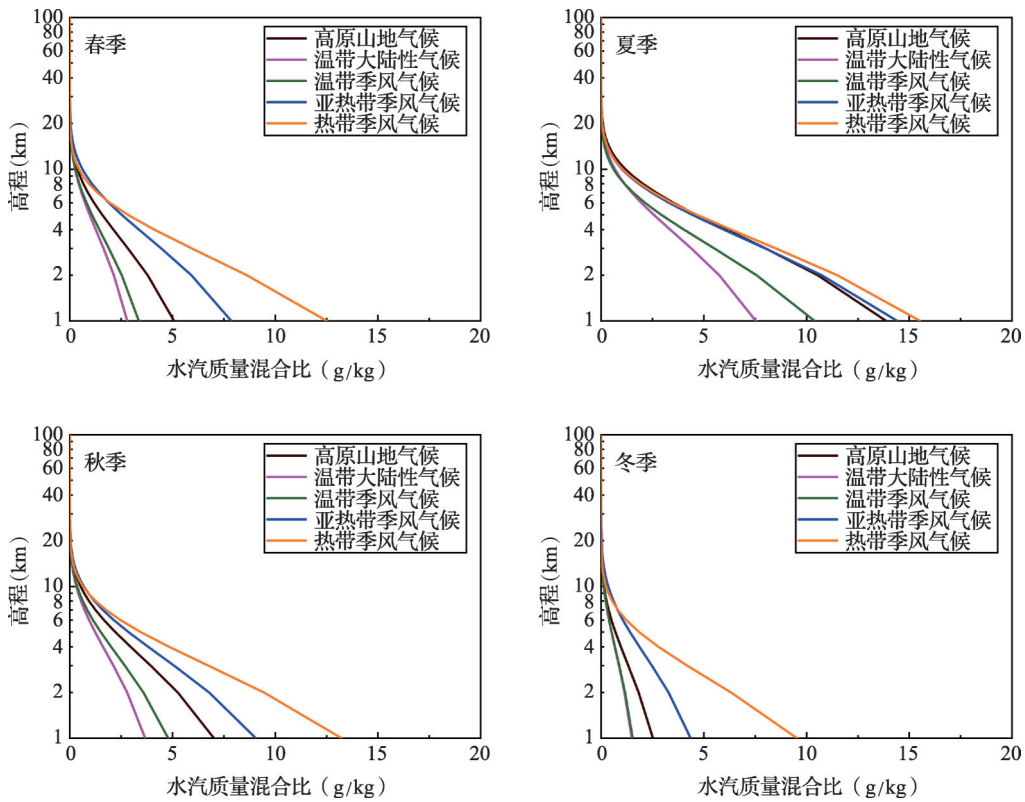 春季
高原山地气候
温带大陆性气候
温带季风气候
亚热带季风气候
热带季风气候
100
80
60
40
20
10
8
6
4
2
1
高程(km)
0
5
10
15
20
水汽质量混合比（g/kg）
夏季
高原山地气候
温带大陆性气候
温带季风气候
亚热带季风气候
热带季风气候
100
80
60
40
20
10
8
6
4
2
1
高程(km)
0
5
10
15
20
水汽质量混合比（g/kg）
秋季
高原山地气候
温带大陆性气候
温带季风气候
亚热带季风气候
热带季风气候
100
80
60
40
20
10
8
6
4
2
1
高程(km)
0
5
10
15
20
水汽质量混合比（g/kg）
冬季
高原山地气候
温带大陆性气候
温带季风气候
亚热带季风气候
热带季风气候
100
80
60
40
20
10
8
6
4
2
1
高程(km)
0
5
10
15
20
水汽质量混合比（g/kg）